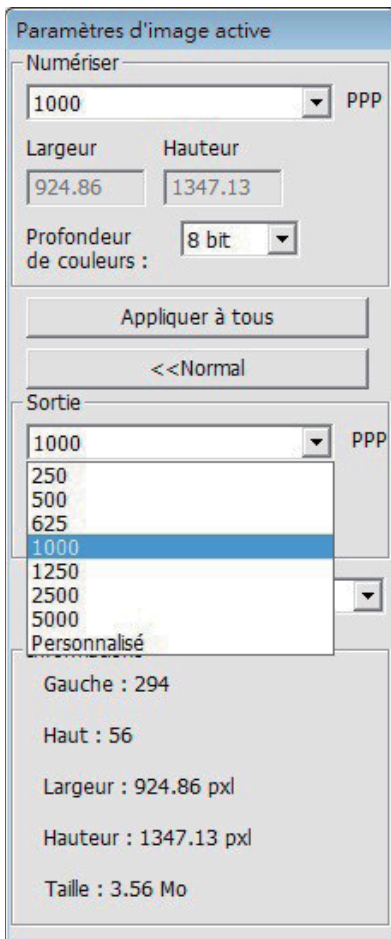 Paramètres d'image active
Numériser
1000 PPP
Largeur Hauteur
924.86 1347.13
Profondeur 8 bit
de couleurs :
Appliquer à tous
<<Normal
Sortie
1000 PPP
250
500
625
1000
1250
2500
5000
Personnalisé
Gauche : 294
Haut : 56
Largeur : 924.86 pxl
Hauteur : 1347.13 pxl
Taille : 3.56 Mo